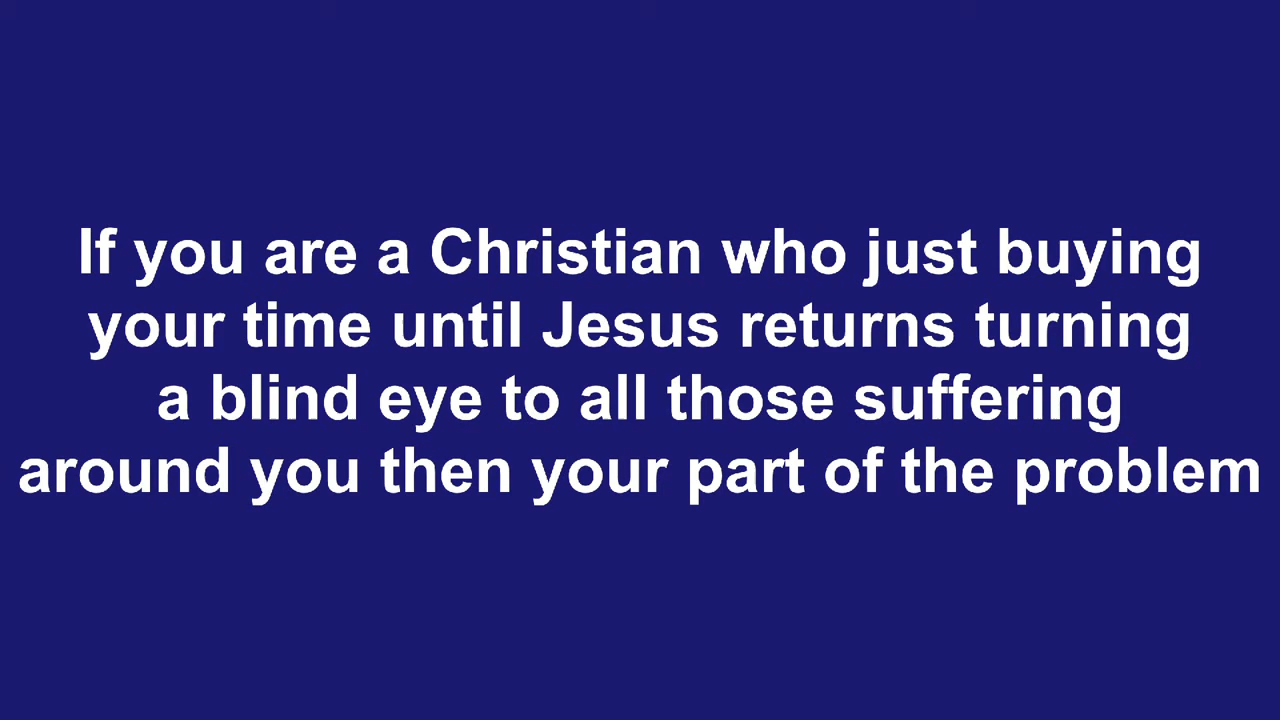 If you are a Christian who just buying
your time until Jesus returns turning
a blind eye to all those suffering
around you then your part of the problem